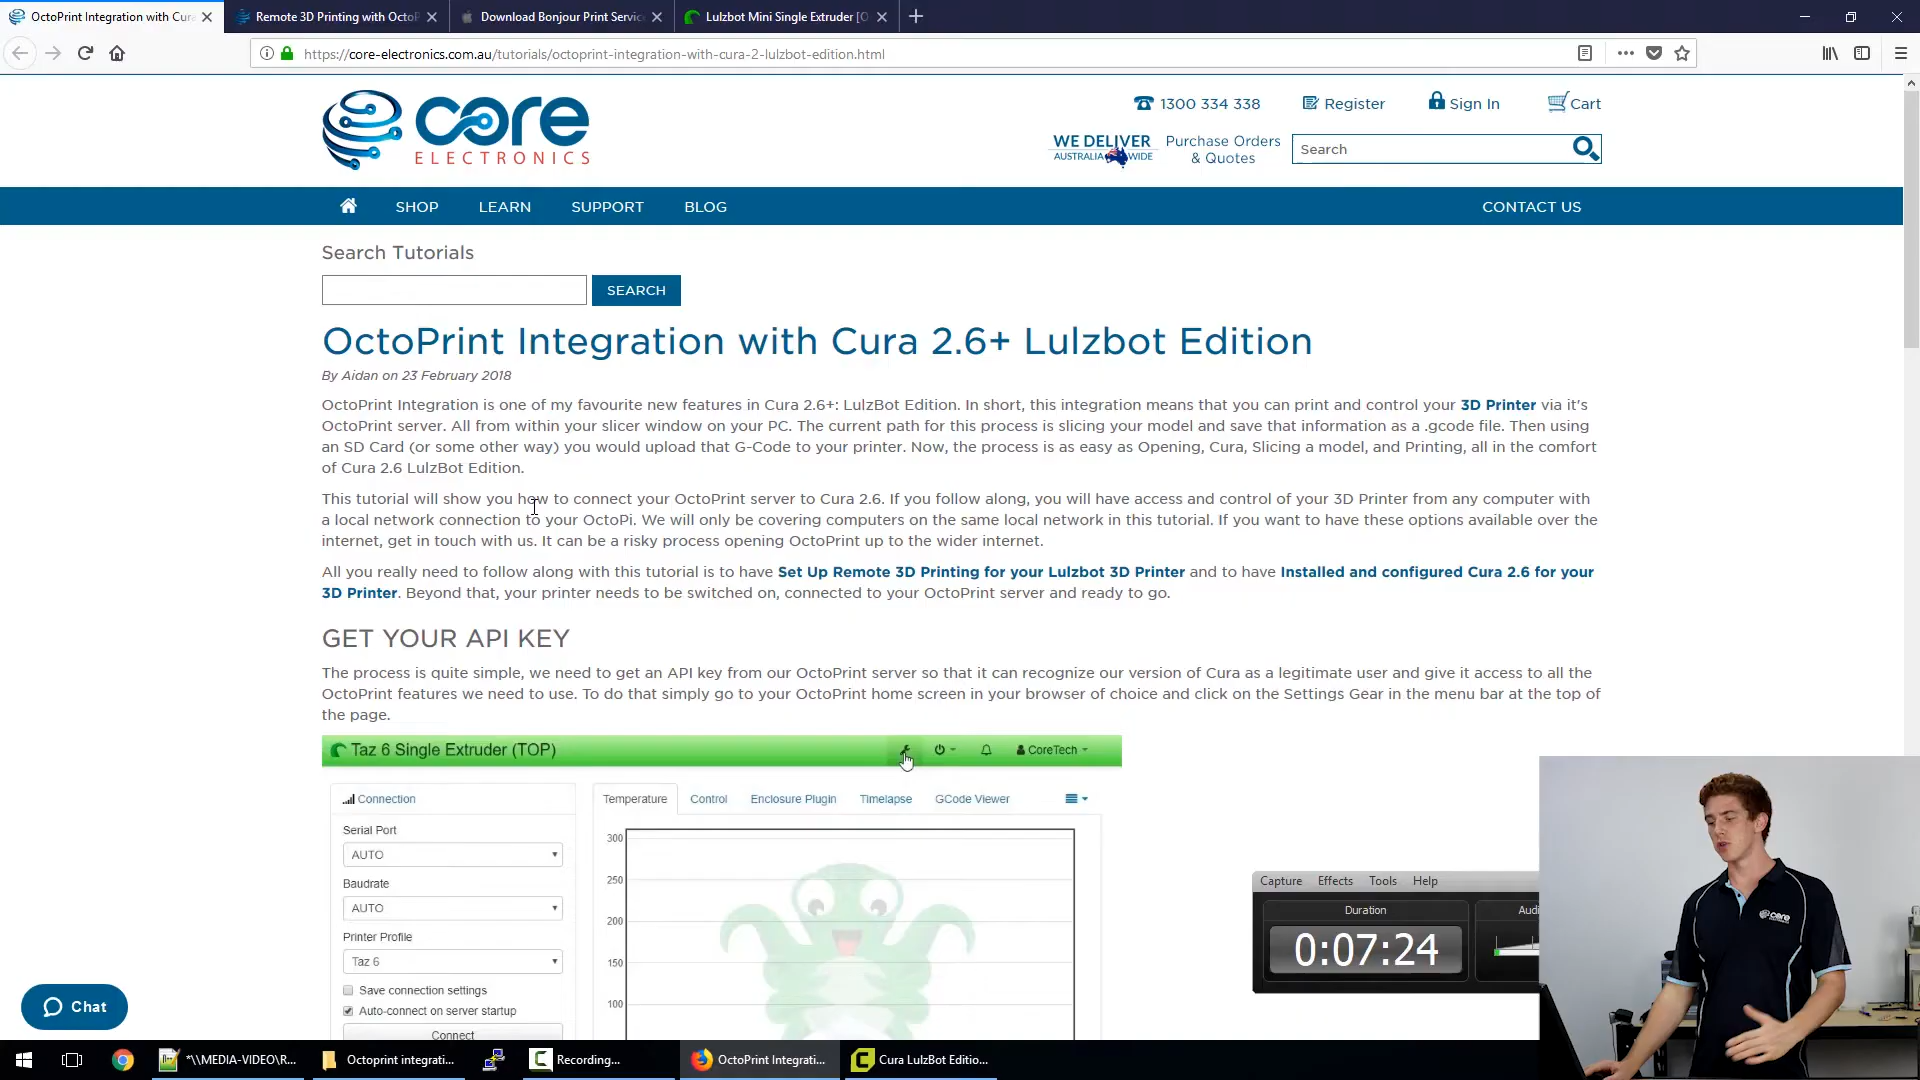 OctoPrint Integration with Cur
Remote 3D Printing with OctoP
Download Bonjour Print Servic
Lulzbot Mini Single Extruder [O
https://core-electronics.com.au/tutorials/octoprint-integration-with-cura-2-lulzbot-edition.html
core
ELECTRONICS
1300 334 338
Register
Sign In
Cart
WE DELIVER
AUSTRALIA WIDE
Purchase Orders
& Quotes
Search
SHOP
LEARN
SUPPORT
BLOG
CONTACT US
Search Tutorials
SEARCH
OctoPrint Integration with Cura 2.6+ Lulzbot Edition
By Aidan on 23 February 2018
OctoPrint Integration is one of my favourite new features in Cura 2.6+: LulzBot Edition. In short, this integration means that you can print and control your 3D Printer via it's
OctoPrint server. All from within your slicer window on your PC. The current path for this process is slicing your model and save that information as a .gcode file. Then using
an SD Card (or some other way) you would upload that G-Code to your printer. Now, the process is as easy as Opening, Cura, Slicing a model, and Printing, all in the comfort
of Cura 2.6 LulzBot Edition.
This tutorial will show you how to connect your OctoPrint server to Cura 2.6. If you follow along, you will have access and control of your 3D Printer from any computer with
a local network connection to your OctoPi. We will only be covering computers on the same local network in this tutorial. If you want to have these options available over the
internet, get in touch with us. It can be a risky process opening OctoPrint up to the wider internet.
All you really need to follow along with this tutorial is to have Set Up Remote 3D Printing for your Lulzbot 3D Printer and to have Installed and configured Cura 2.6 for your
3D Printer. Beyond that, your printer needs to be switched on, connected to your OctoPrint server and ready to go.
GET YOUR API KEY
The process is quite simple, we need to get an API key from our OctoPrint server so that it can recognize our version of Cura as a legitimate user and give it access to all the
OctoPrint features we need to use. To do that simply go to your OctoPrint home screen in your browser of choice and click on the Settings Gear in the menu bar at the top of
the page.
Taz 6 Single Extruder (TOP)
CoreTech
Connection
Serial Port
AUTO
Baudrate
AUTO
Printer Profile
Taz 6
Save connection settings
Auto-connect on server startup
Connect
Temperature
Control
Enclosure Plugin
Timelapse
GCode Viewer
300
250
200
150
100
Capture
Effects
Tools
Help
Duration
Audi
0:07:24
core
Chat
*\\MEDIA-VIDEO\R...
Octoprint integrati...
Recording...
OctoPrint Integrati...
Cura LulzBot Editio...